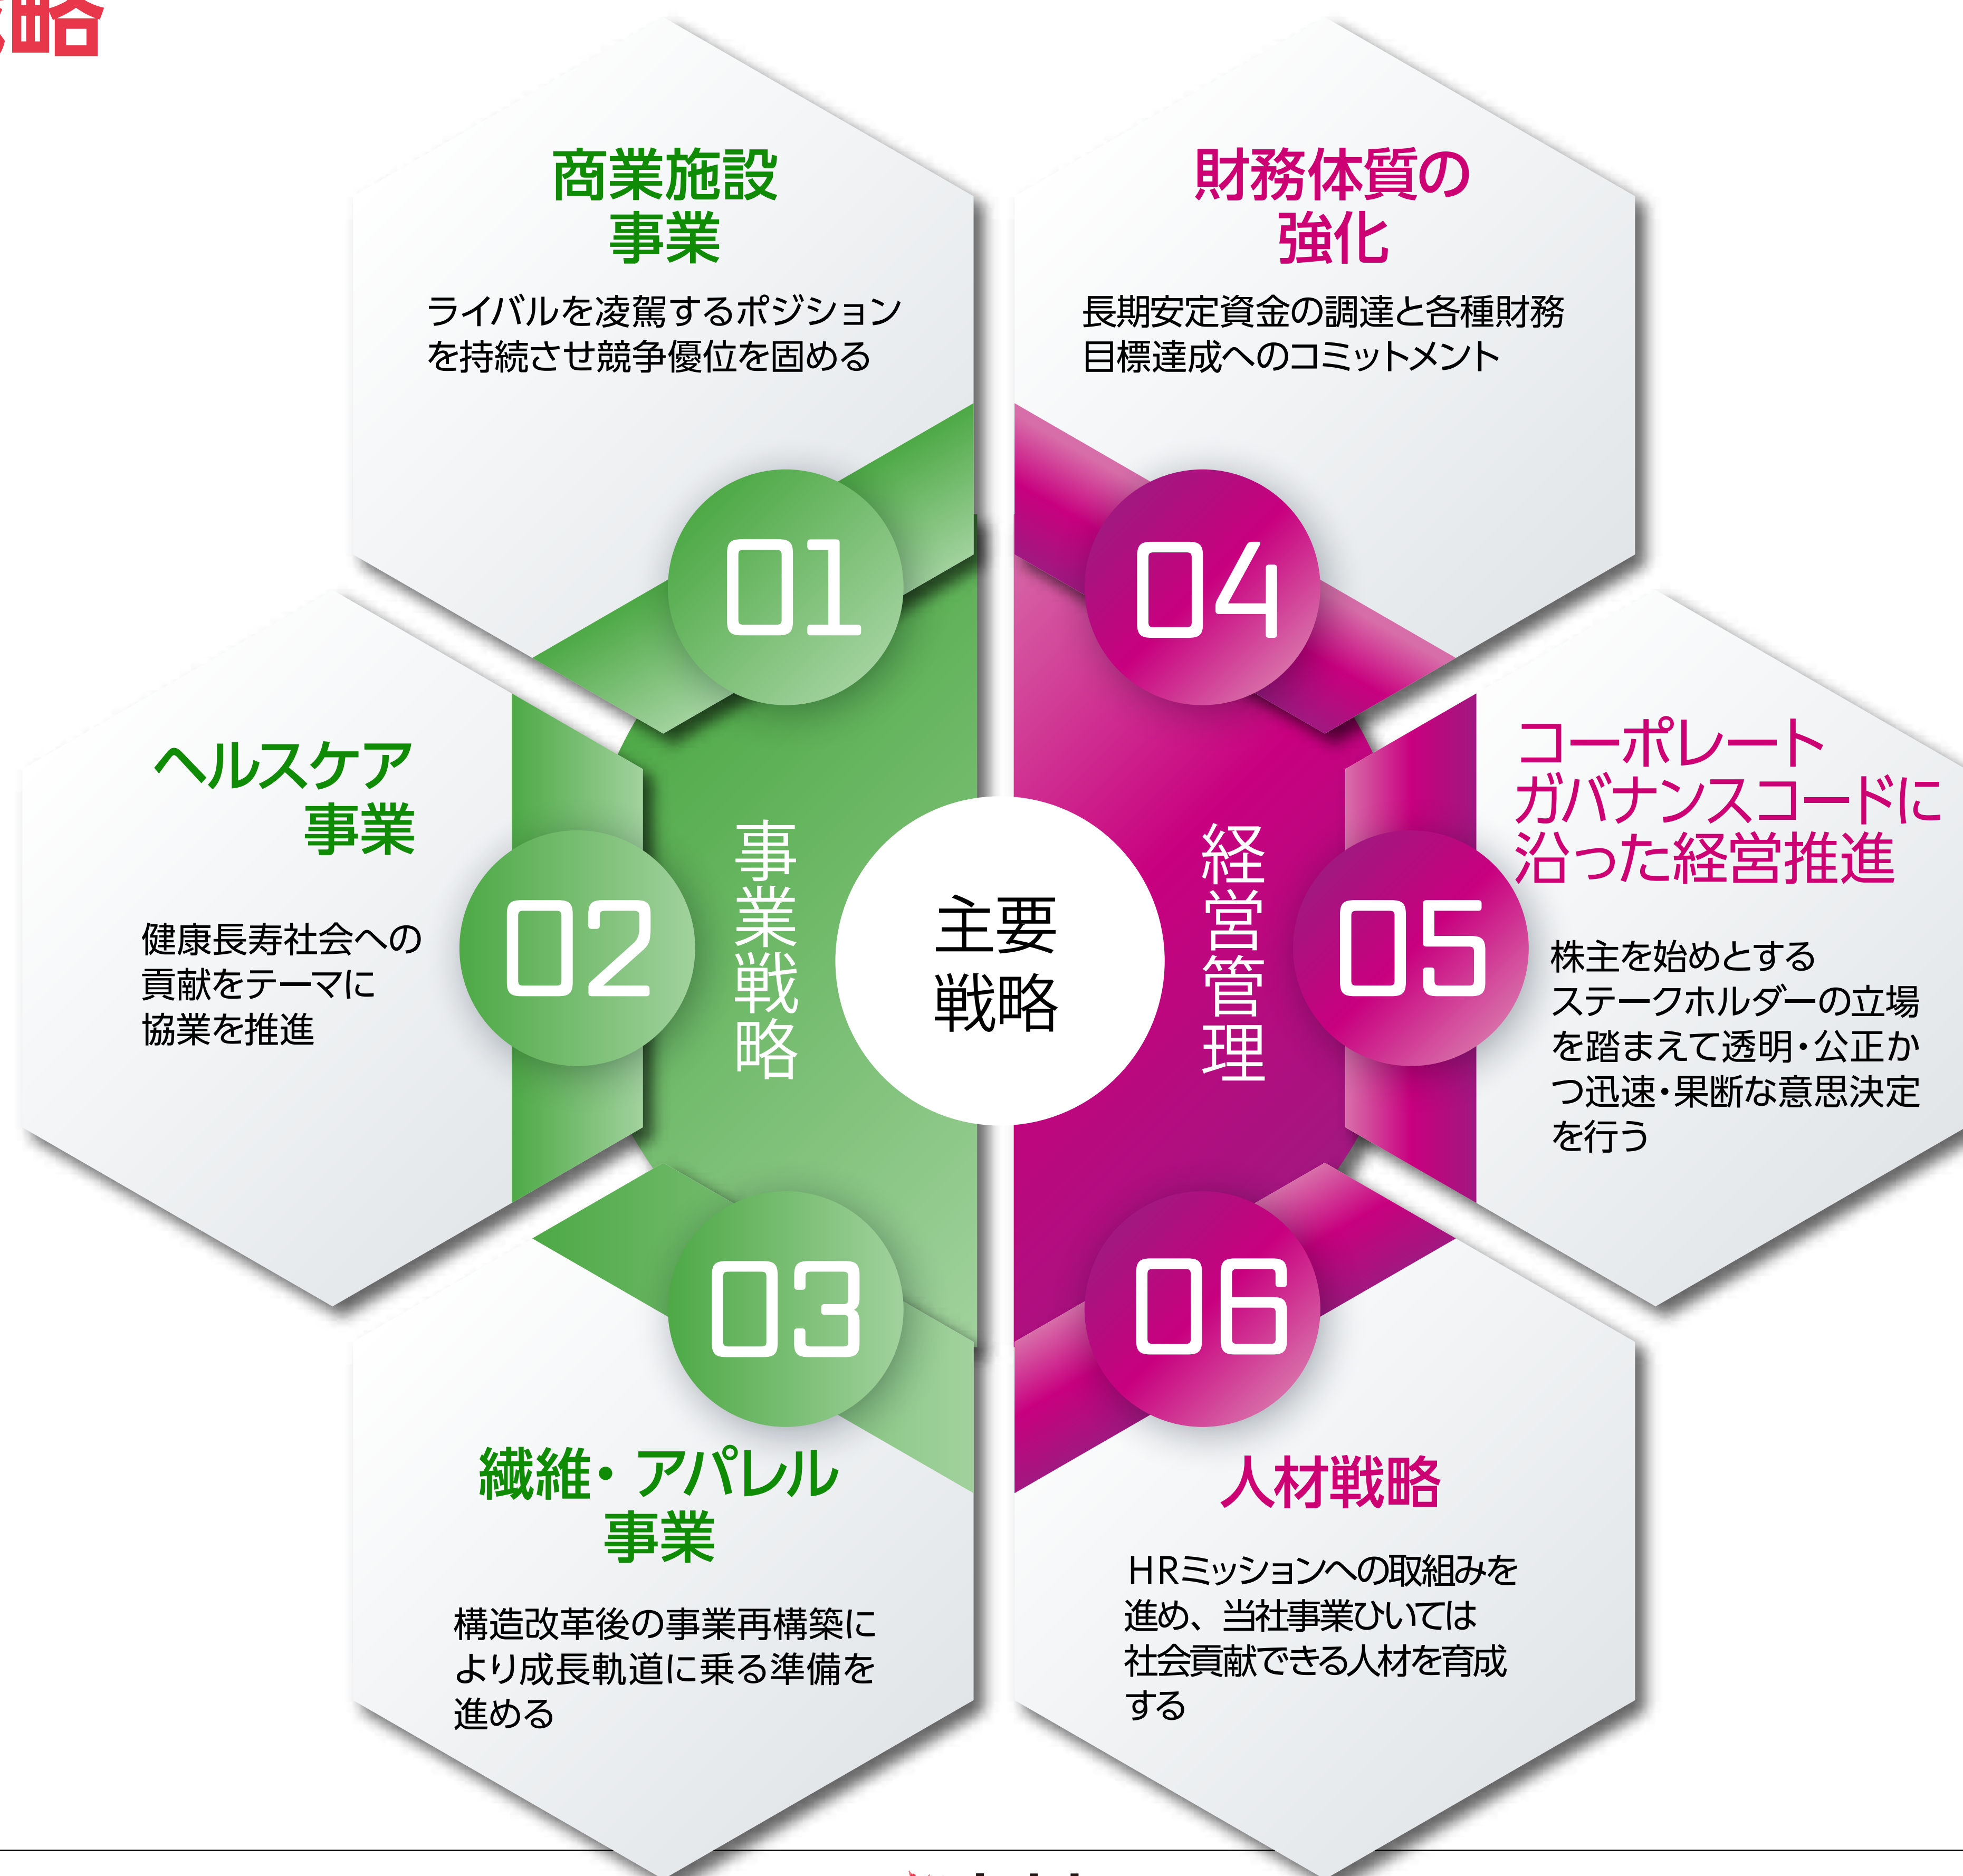 略
商業施設
事業
ライバルを凌駕するポジション
を持続させ競争優位を固める
01
ヘルスケア
事業
健康長寿社会への
貢献をテーマに
協業を推進
02
03
繊維・アパレル
事業
構造改革後の事業再構築に
より成長軌道に乗る準備を
進める
事業戦略
主要
戦略
経営管理
財務体質の
強化
長期安定資金の調達と各種財務
目標達成へのコミットメント
04
コーポレート
ガバナンスコードに
沿った経営推進
05
株主を始めとする
ステークホルダーの立場
を踏まえて透明・公正か
つ迅速・果断な意思決定
を行う
06
人材戦略
HRミッションへの取組みを
進め、当社事業ひいては
社会貢献できる人材を育成
する